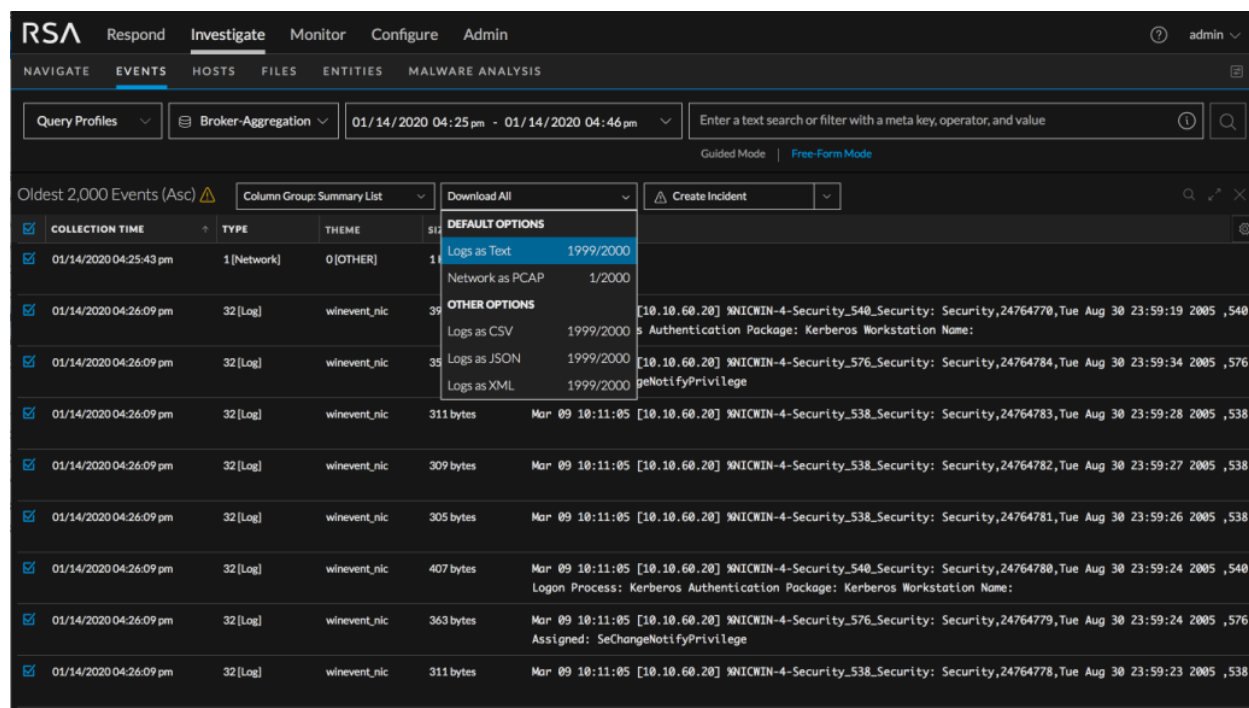 RSA Respond Investigate Monitor Configure Admin ? admin
NAVIGATE EVENTS HOSTS FILES ENTITIES MALWARE ANALYSIS
Query Profiles Broker-Aggregation 01/14/2020 04:25 pm - 01/14/2020 04:46 pm Enter a text search or filter with a meta key, operator, and value
Guided Mode | Free-Form Mode
Oldest 2,000 Events (Asc) Column Group: Summary List Download All Create Incident
COLLECTION TIME TYPE THEME DEFAULT OPTIONS
Logs as Text 1999/2000
01/14/2020 04:25:43 pm 1 [Network] 0 [OTHER]
Network as PCAP 1/2000
OTHER OPTIONS
01/14/2020 04:26:09 pm 32 [Log] winevent_nic 39 [10.10.60.20] %NICWIN-4-Security_540_Security: Security,24764770,Tue Aug 30 23:59:19 2005 ,540
Logs as CSV 1999/2000 s Authentication Package: Kerberos Workstation Name:
01/14/2020 04:26:09 pm 32 [Log] winevent_nic 35 Logs as JSON 1999/2000 [10.10.60.20] %NICWIN-4-Security_576_Security: Security,24764784,Tue Aug 30 23:59:34 2005 ,576
Logs as XML 1999/2000 geNotifyPrivilege
01/14/2020 04:26:09 pm 32 [Log] winevent_nic 311 bytes Mar 09 10:11:05 [10.10.60.20] %NICWIN-4-Security_538_Security: Security,24764783,Tue Aug 30 23:59:28 2005 ,538
01/14/2020 04:26:09 pm 32 [Log] winevent_nic 309 bytes Mar 09 10:11:05 [10.10.60.20] %NICWIN-4-Security_538_Security: Security,24764782,Tue Aug 30 23:59:27 2005 ,538
01/14/2020 04:26:09 pm 32 [Log] winevent_nic 305 bytes Mar 09 10:11:05 [10.10.60.20] %NICWIN-4-Security_538_Security: Security,24764781,Tue Aug 30 23:59:26 2005 ,538
01/14/2020 04:26:09 pm 32 [Log] winevent_nic 407 bytes Mar 09 10:11:05 [10.10.60.20] %NICWIN-4-Security_540_Security: Security,24764780,Tue Aug 30 23:59:24 2005 ,540
Logon Process: Kerberos Authentication Package: Kerberos Workstation Name:
01/14/2020 04:26:09 pm 32 [Log] winevent_nic 363 bytes Mar 09 10:11:05 [10.10.60.20] %NICWIN-4-Security_576_Security: Security,24764779,Tue Aug 30 23:59:24 2005 ,576
Assigned: SeChangeNotifyPrivilege
01/14/2020 04:26:09 pm 32 [Log] winevent_nic 311 bytes Mar 09 10:11:05 [10.10.60.20] %NICWIN-4-Security_538_Security: Security,24764778,Tue Aug 30 23:59:23 2005 ,538